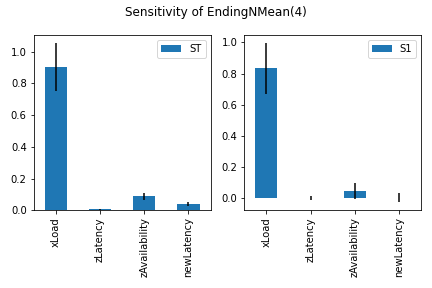 Sensitivity of EndingNMean(4)
ST
1.0
0.8
0.6
0.4
0.2
0.0
xLoad
zLatency
zAvailability
newLatency
S1
1.0
0.8
0.6
0.4
0.2
0.0
xLoad
zLatency
zAvailability
newLatency